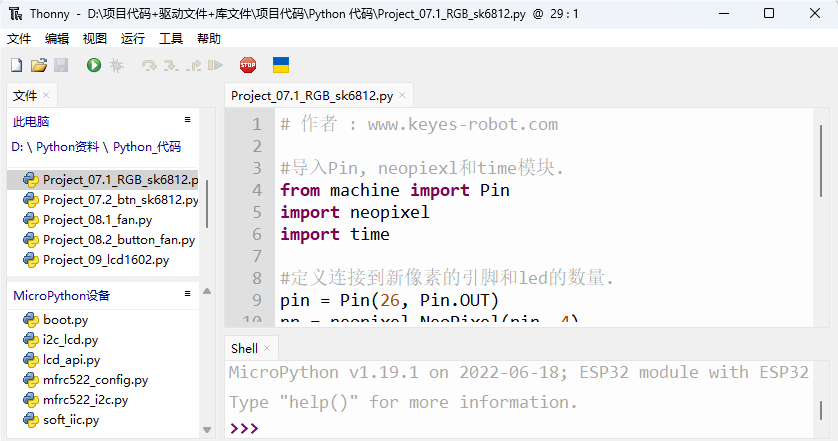 Thonny - D:\项目代码+驱动文件+库文件\项目代码\Python 代码\Project_07.1_RGB_sk6812.py @ 29 : 1
文件 编辑 视图 运行 工具 帮助
STOP
文件 ×
此电脑 ≡
D: \ Python资料 \ Python_代码
Project_07.1_RGB_sk6812.p
Project_07.2_btn_sk6812.py
Project_08.1_fan.py
Project_08.2_button_fan.py
Project_09_lcd1602.py
MicroPython设备 ≡
boot.py
i2c_lcd.py
lcd_api.py
mfrc522_config.py
mfrc522_i2c.py
soft_iic.py
Project_07.1_RGB_sk6812.py ×
1 # 作者 : www.keyes-robot.com
2
3 #导入Pin, neopiexl和time模块.
4 from machine import Pin
5 import neopixel
6 import time
7
8 #定义连接到新像素的引脚和led的数量.
9 pin = Pin(26, Pin.OUT)
10 np = neopixel.NeoPixel(pin, 4)
Shell ×
MicroPython v1.19.1 on 2022-06-18; ESP32 module with ESP32
Type "help()" for more information.
>>>